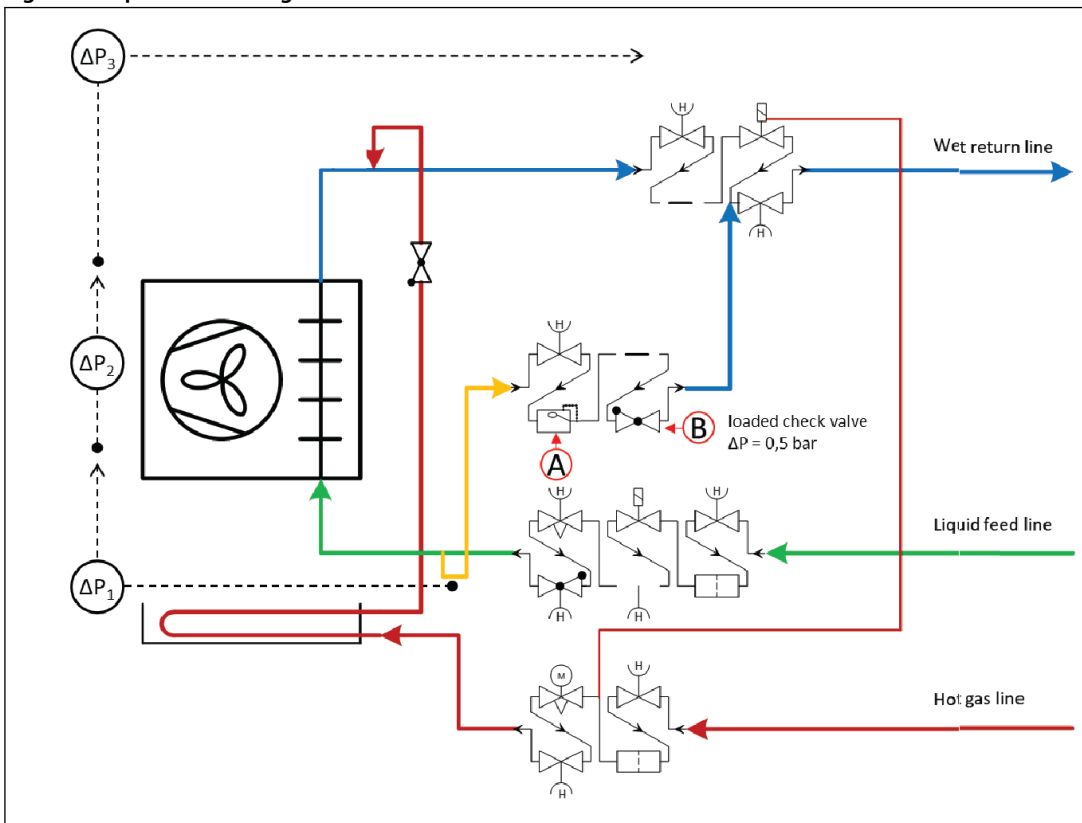 ΔP3
H
Wet return line
H
H
ΔP2
A
B
loaded check valve
ΔP = 0,5 bar
H
H
Liquid feed line
ΔP1
H
H
M
H
Hot gas line
H